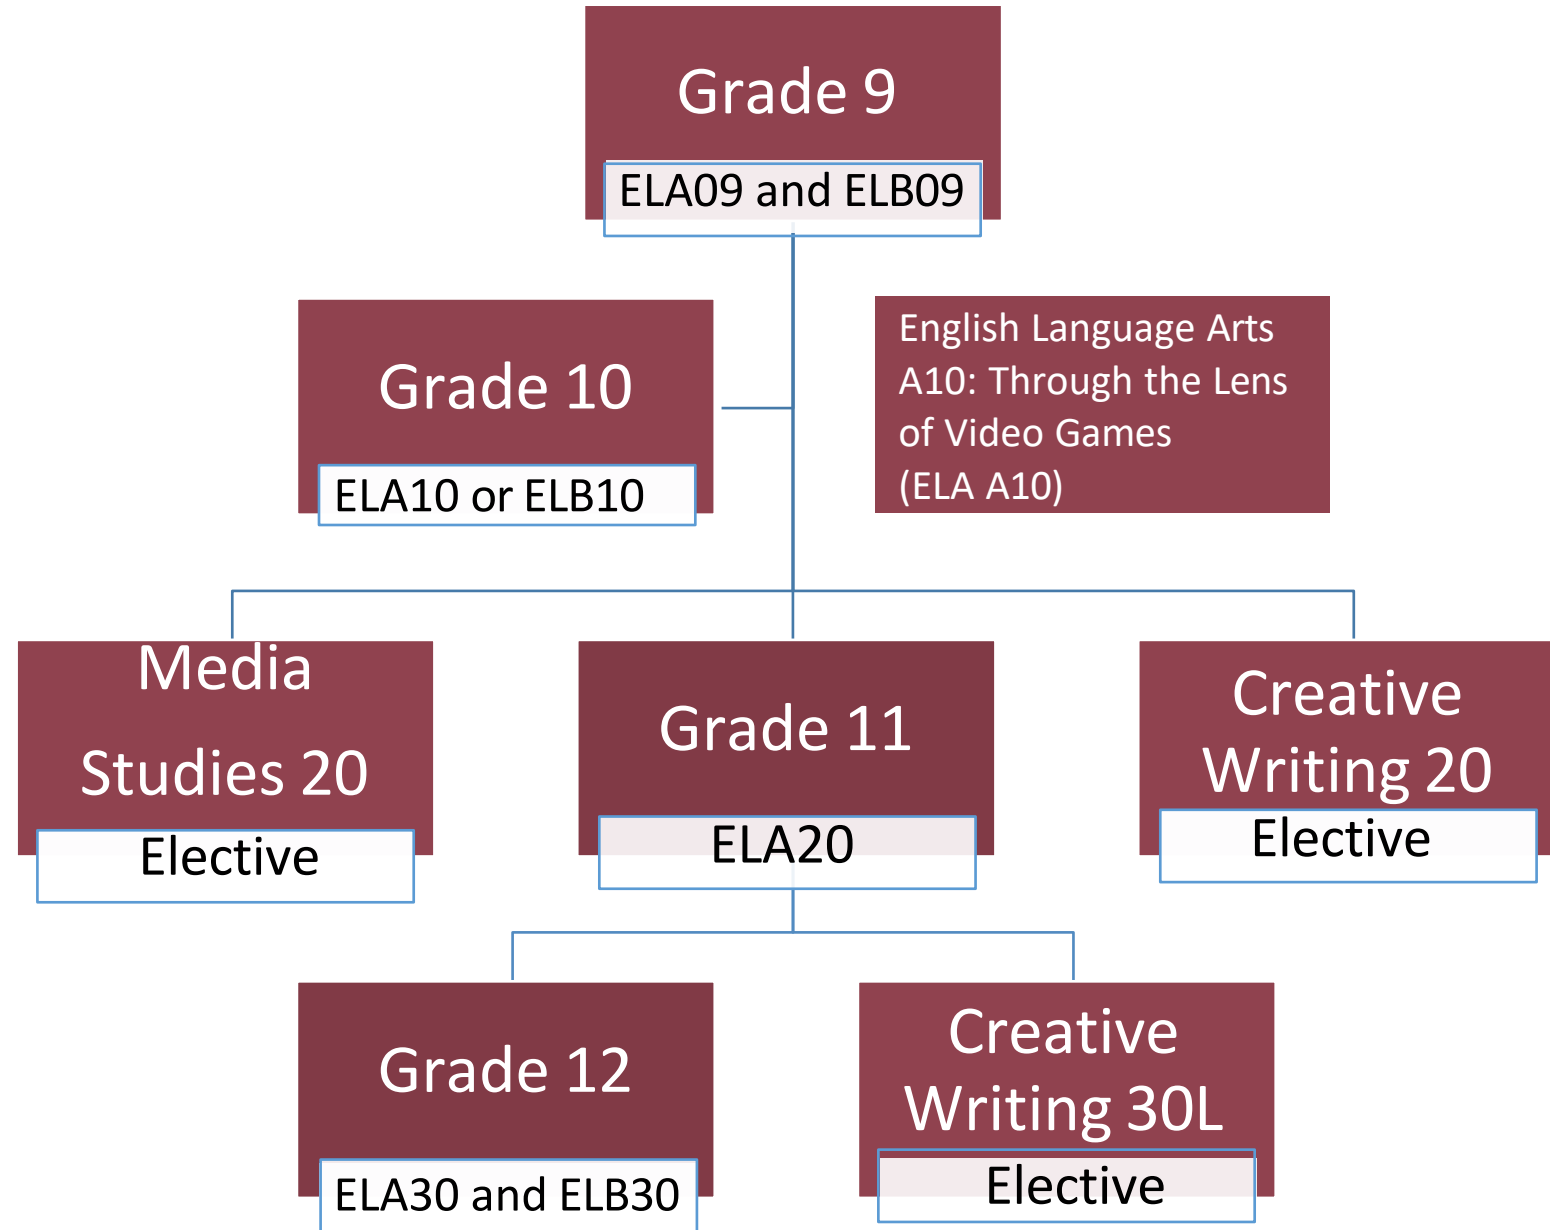 Grade 9
ELA09 and ELB09
Grade 10
ELA10 or ELB10
English Language Arts
A10: Through the Lens
of Video Games
(ELA A10)
Media
Studies 20
Elective
Grade 11
ELA20
Creative
Writing 20
Elective
Grade 12
ELA30 and ELB30
Creative
Writing 30L
Elective